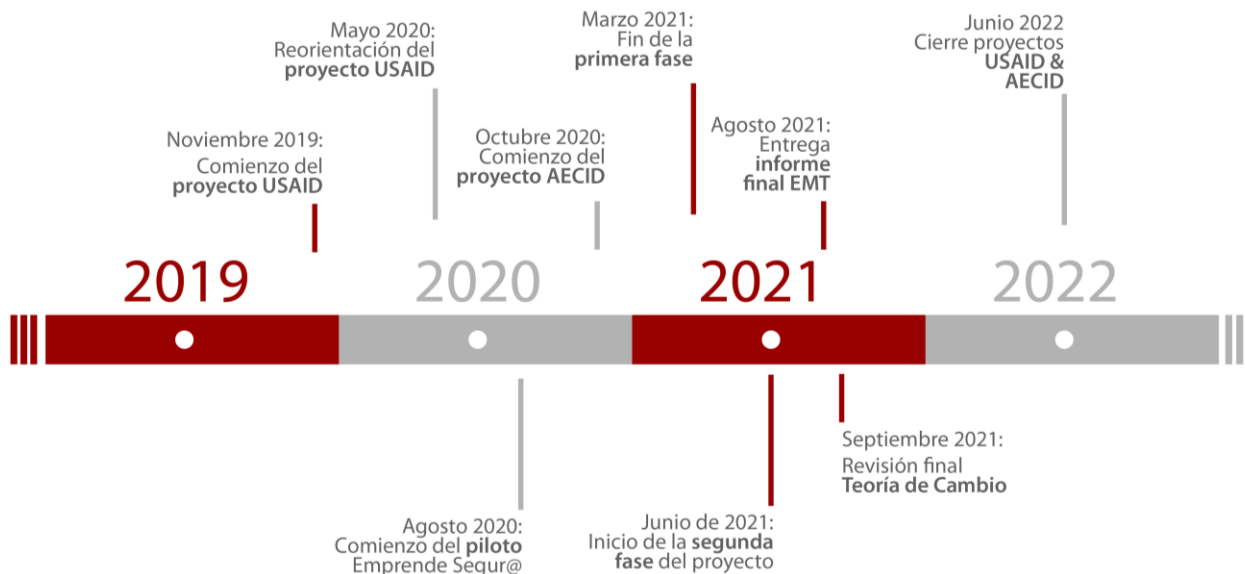 Mayo 2020:
Reorientación del
proyecto USAID
Marzo 2021:
Fin de la
primera fase
Junio 2022
Cierre proyectos
USAID &
AECID
Noviembre 2019:
Comienzo del
proyecto USAID
Octubre 2020:
Comienzo del
proyecto AECID
Agosto 2021:
Entrega
informe
final EMT
2019
2020
2021
2022
Agosto 2020:
Comienzo del piloto
Emprende Segur@
Junio de 2021:
Inicio de la segunda
fase del proyecto
Septiembre 2021:
Revisión final
Teoría de Cambio